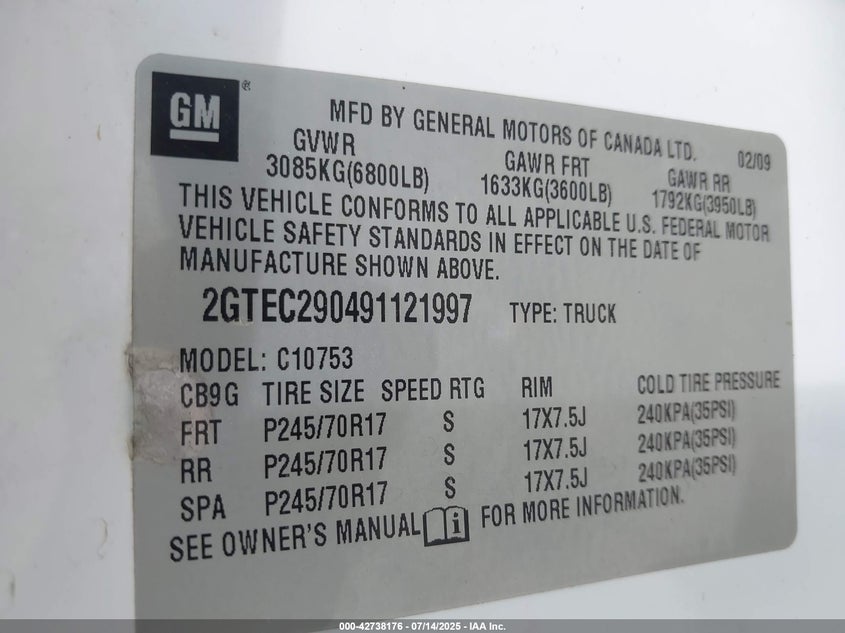 GM ®
MFD BY GENERAL MOTORS OF CANADA LTD. 02/09
GVWR GAWR FRT GAWR RR
3085KG(6800LB) 1633KG(3600LB) 1792KG(3950LB)
THIS VEHICLE CONFORMS TO ALL APPLICABLE U.S. FEDERAL MOTOR
VEHICLE SAFETY STANDARDS IN EFFECT ON THE DATE OF
MANUFACTURE SHOWN ABOVE.
2GTEC290491121997 TYPE: TRUCK
MODEL: C10753
CB9G TIRE SIZE SPEED RTG RIM COLD TIRE PRESSURE
FRT P245/70R17 S 17X7.5J 240KPA(35PSI)
RR P245/70R17 S 17X7.5J 240KPA(35PSI)
SPA P245/70R17 S 17X7.5J 240KPA(35PSI)
SEE OWNER'S MANUAL i FOR MORE INFORMATION.
000-42738176 - 07/14/2025 - IAA Inc.